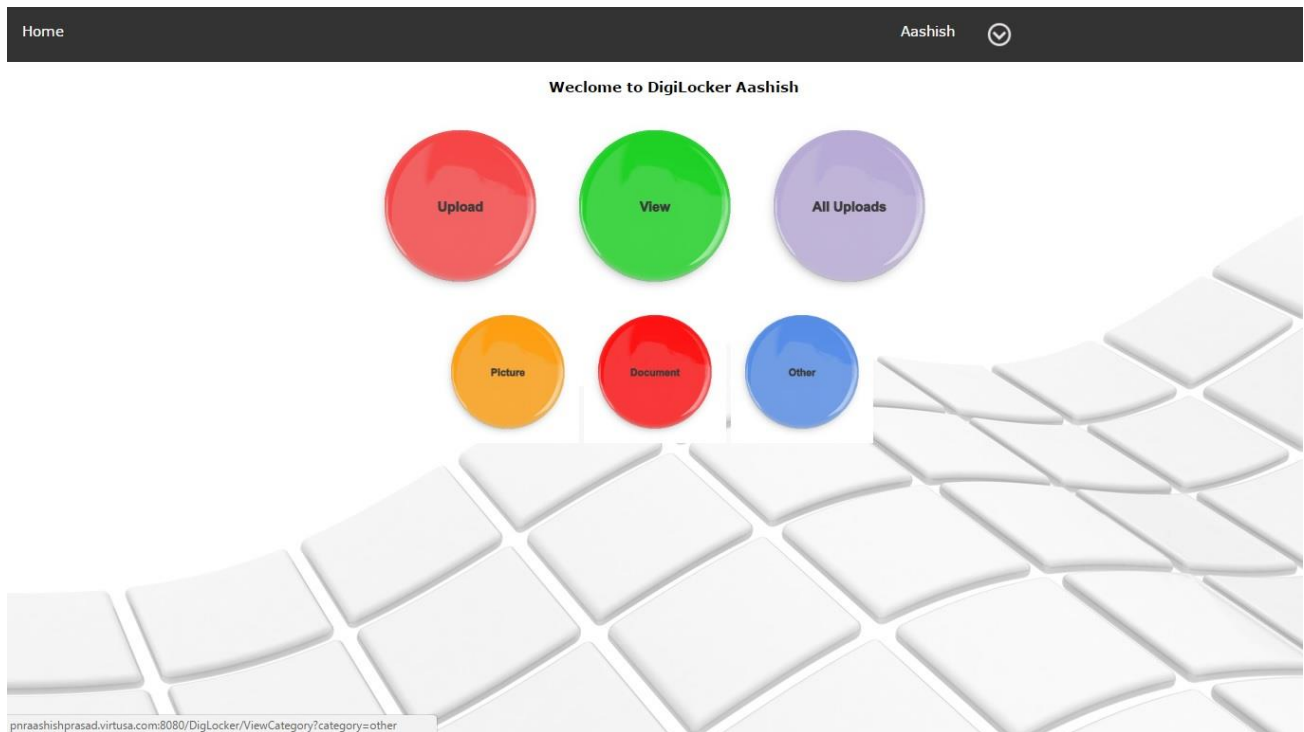 Home Aashish
Weclome to DigiLocker Aashish
Upload View All Uploads
Picture Document Other
pnraashishprasad.virtusa.com:8080/DigLocker/ViewCategory?category=other